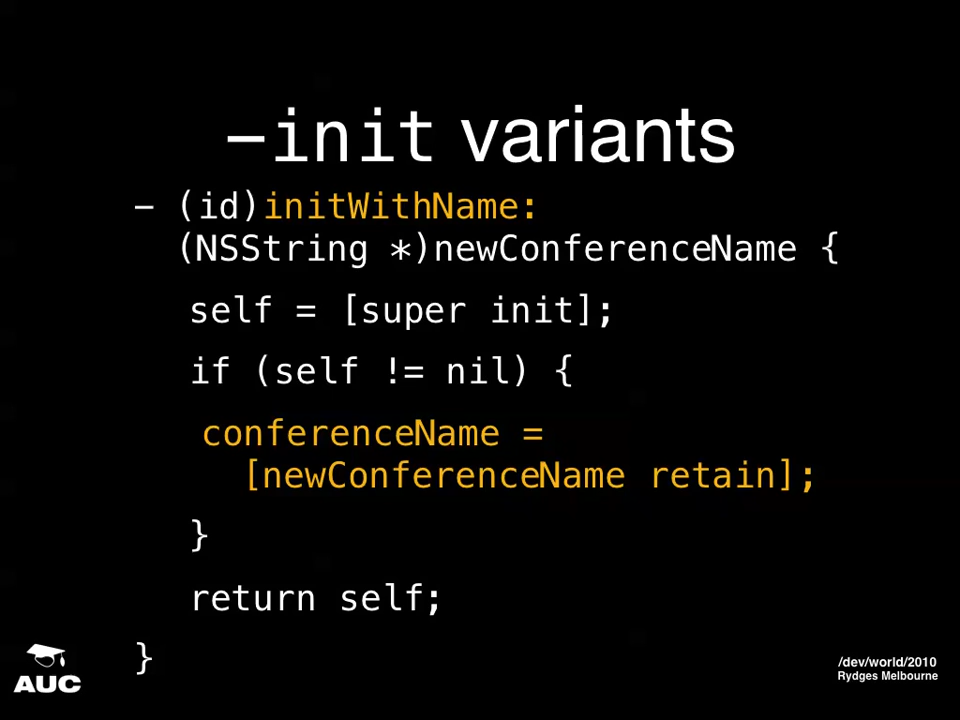 –init variants
- (id)initWithName:
(NSString *)newConferenceName {
self = [super init];
if (self != nil) {
conferenceName =
[newConferenceName retain];
}
return self;
}
AUC
/dev/world/2010
Rydges Melbourne